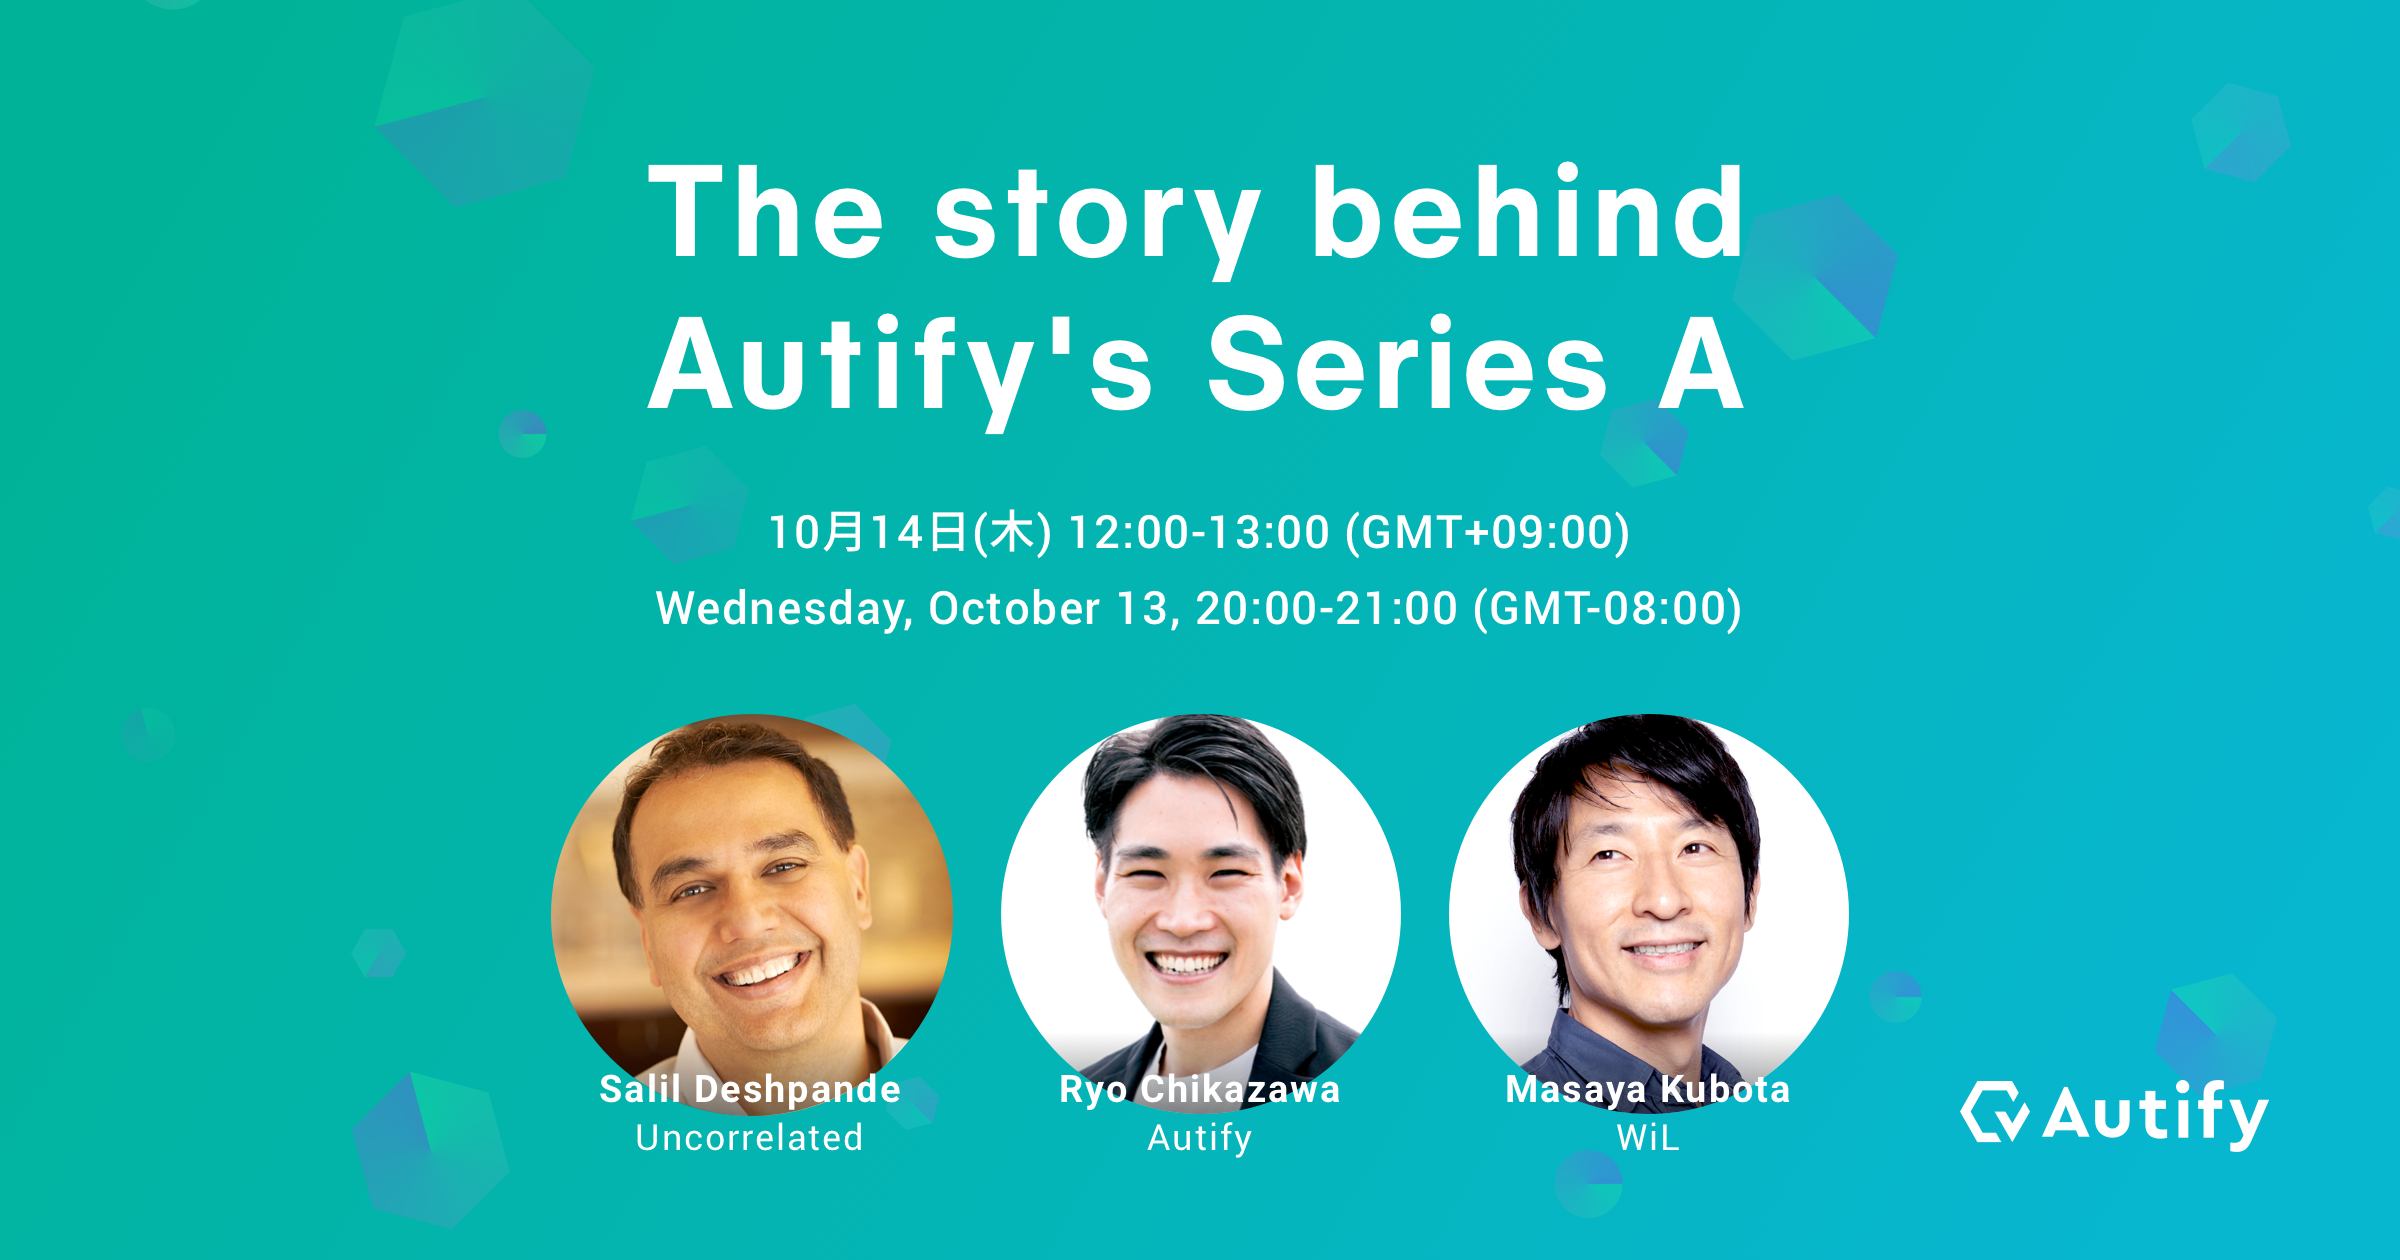 The story behind
Autify's Series A
10月14日(木) 12:00-13:00 (GMT+09:00)
Wednesday, October 13, 20:00-21:00 (GMT-08:00)
Salil Deshpande
Uncorrelated
Ryo Chikazawa
Autify
Masaya Kubota
WiL
Autify